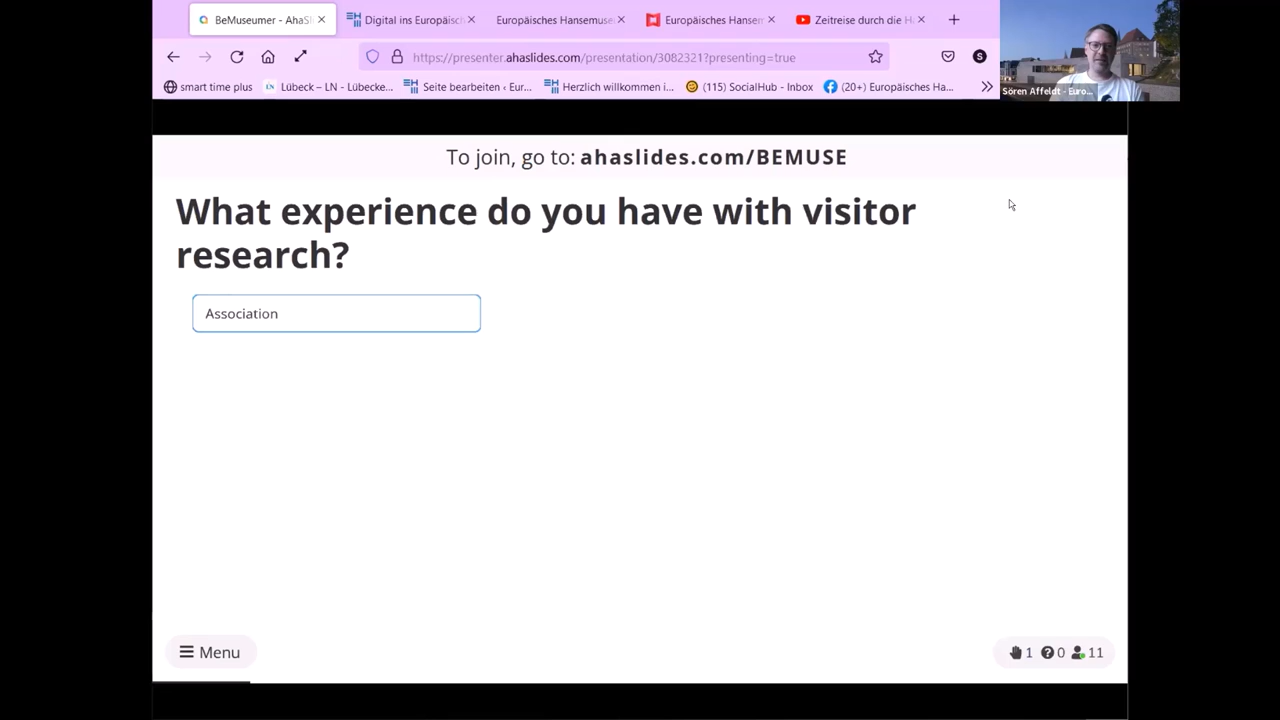 BeMuseumer - AhaSl
Digital ins Europäisc
Europäisches Hansemuse
Europäisches Hansem
Zeitreise durch die H
https://presenter.ahaslides.com/presentation/3082321?presenting=true
smart time plus
Lübeck – LN - Lübecke...
Seite bearbeiten ‹ Eur...
Herzlich willkommen i...
(115) SocialHub - Inbox
(20+) Europäisches Ha...
Sören Affeldt - Euro...
To join, go to: ahaslides.com/BEMUSE
What experience do you have with visitor
research?
Association
Menu
1 0 11